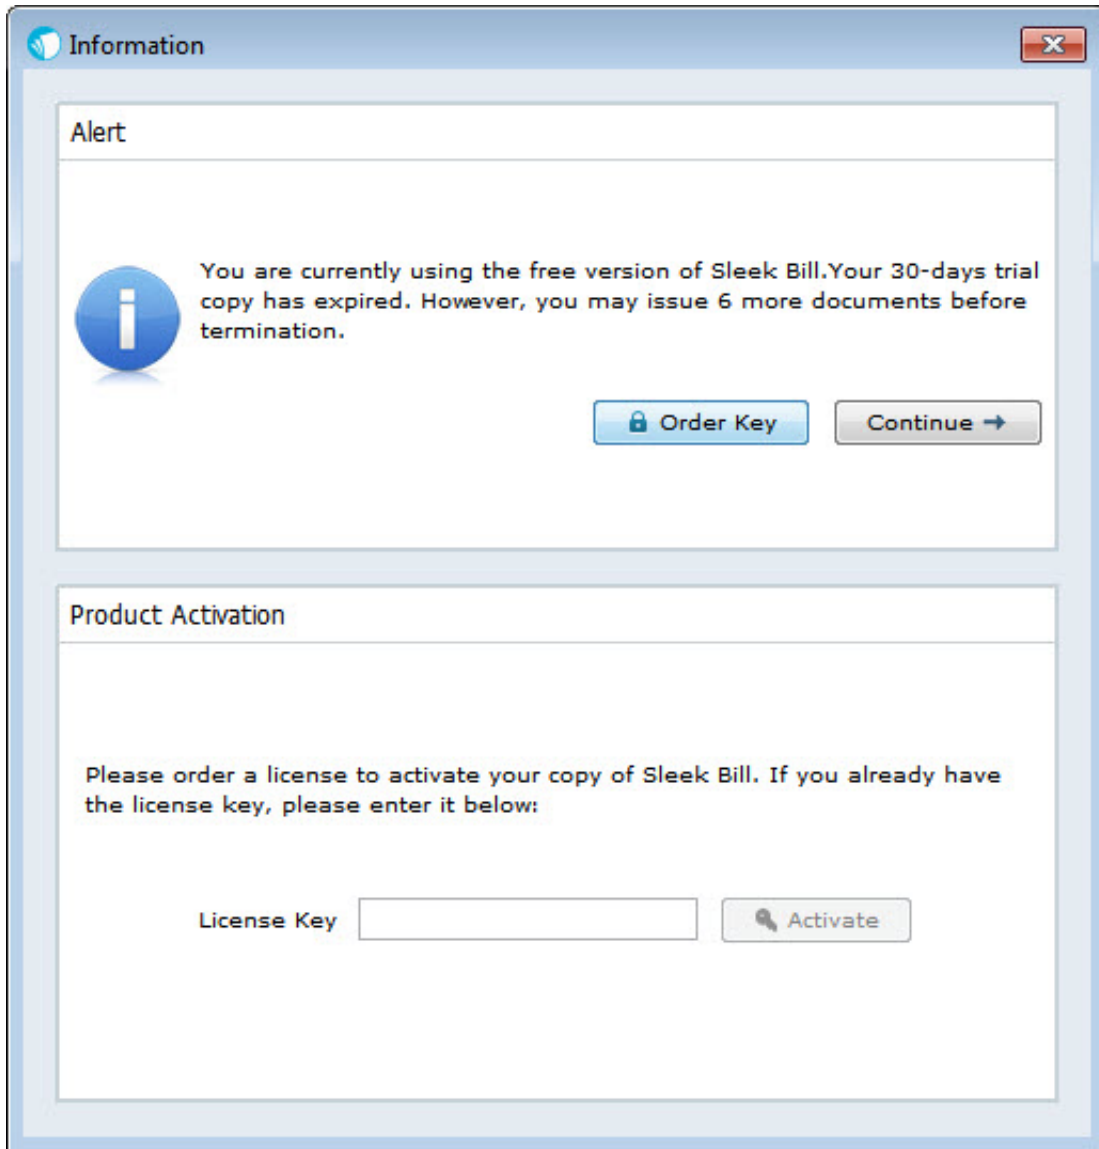 Information
Alert
You are currently using the free version of Sleek Bill.Your 30-days trial
copy has expired. However, you may issue 6 more documents before
termination.
Order Key
Continue →
Product Activation
Please order a license to activate your copy of Sleek Bill. If you already have
the license key, please enter it below:
License Key
Activate